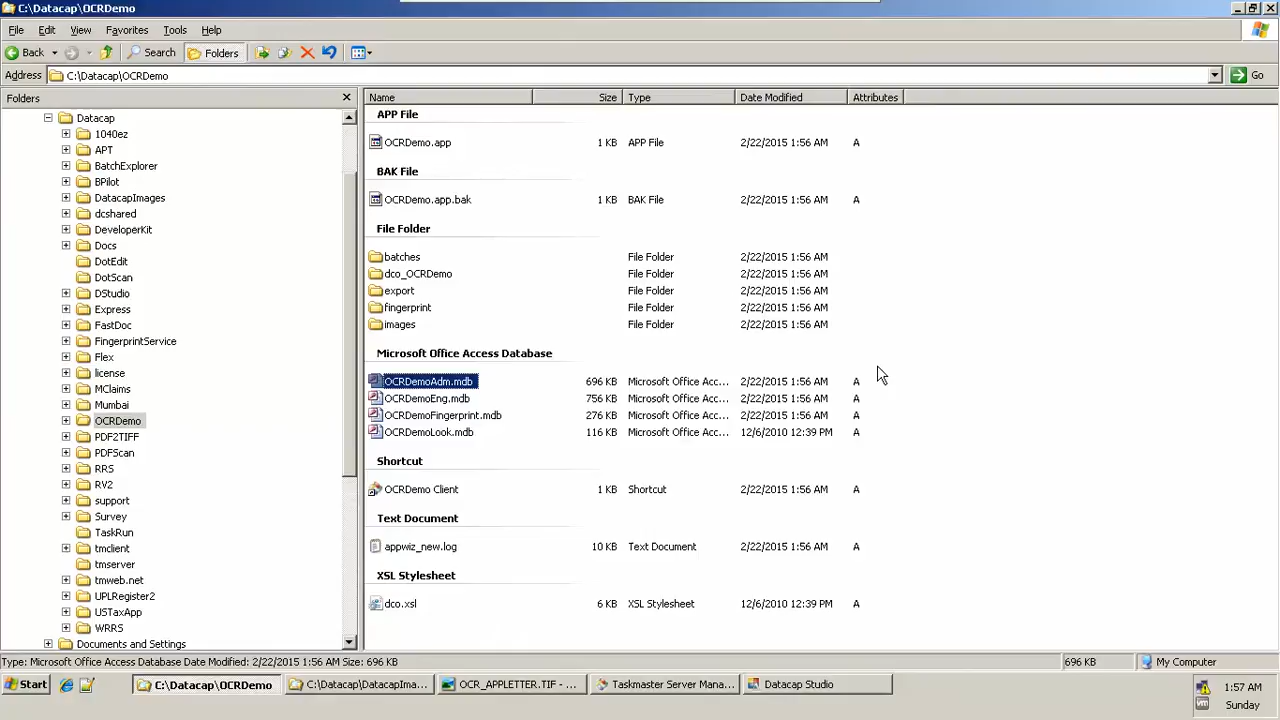 C:\Datacap\OCRDemo
File Edit View Favorites Tools Help
Back Search Folders
Address C:\Datacap\OCRDemo Go
Folders
Datacap
1040ez
APT
BatchExplorer
BPilot
DatacapImages
dcshared
DeveloperKit
Docs
DotEdit
DotScan
DStudio
Express
FastDoc
FingerprintService
Flex
license
MClaims
Mumbai
OCRDemo
PDF2TIFF
PDFScan
RRS
RV2
support
Survey
TaskRun
tmclient
tmserver
tmweb.net
UPLRegister2
USTaxApp
WRRS
Documents and Settings
Name Size Type Date Modified Attributes
APP File
OCRDemo.app 1 KB APP File 2/22/2015 1:56 AM A
BAK File
OCRDemo.app.bak 1 KB BAK File 2/22/2015 1:56 AM A
File Folder
batches File Folder 2/22/2015 1:56 AM
dco_OCRDemo File Folder 2/22/2015 1:56 AM
export File Folder 2/22/2015 1:56 AM
fingerprint File Folder 2/22/2015 1:56 AM
images File Folder 2/22/2015 1:56 AM
Microsoft Office Access Database
OCRDemoAdm.mdb 696 KB Microsoft Office Acc... 2/22/2015 1:56 AM A
OCRDemoEng.mdb 756 KB Microsoft Office Acc... 2/22/2015 1:56 AM A
OCRDemoFingerprint.mdb 276 KB Microsoft Office Acc... 2/22/2015 1:56 AM A
OCRDemoLook.mdb 116 KB Microsoft Office Acc... 12/6/2010 12:39 PM A
Shortcut
OCRDemo Client 1 KB Shortcut 2/22/2015 1:56 AM A
Text Document
appwiz_new.log 10 KB Text Document 2/22/2015 1:56 AM A
XSL Stylesheet
dco.xsl 6 KB XSL Stylesheet 12/6/2010 12:39 PM A
Type: Microsoft Office Access Database Date Modified: 2/22/2015 1:56 AM Size: 696 KB 696 KB My Computer
Start C:\Datacap\OCRDemo C:\Datacap\DatacapIma... OCR_APPLETTER.TIF - ... Taskmaster Server Mana... Datacap Studio 1:57 AM
Sunday